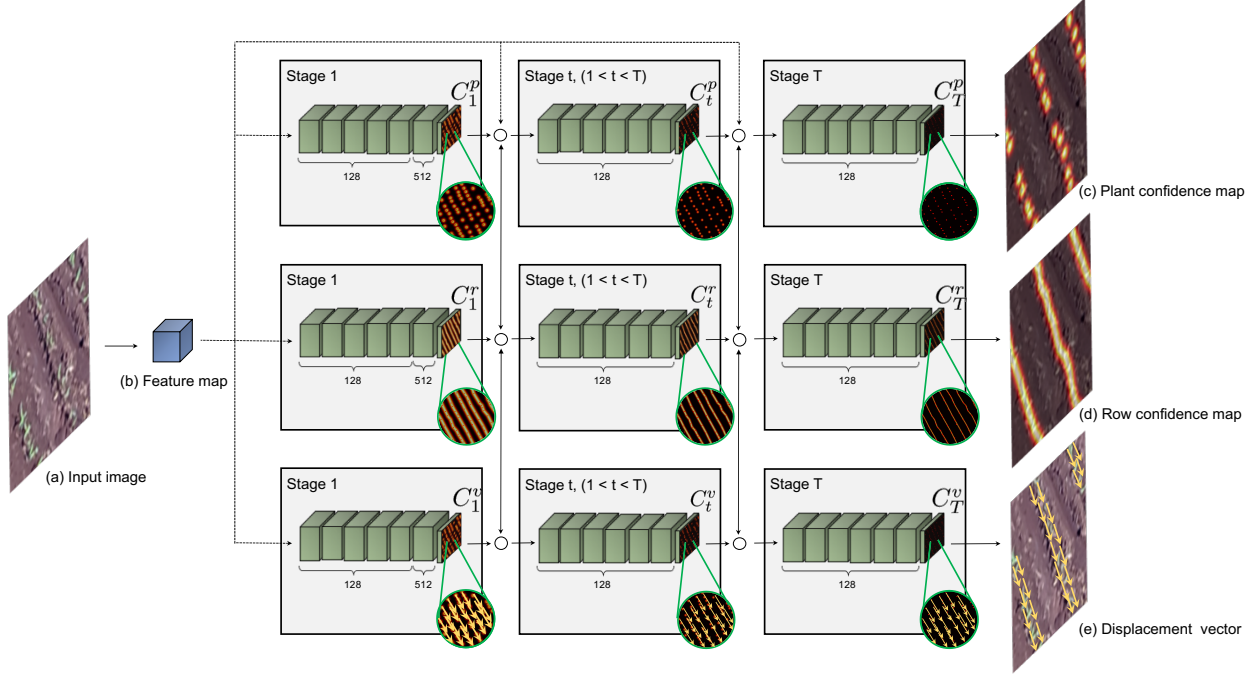 Stage 1
C_1^p
128
512
Stage t, (1 < t < T)
C_t^p
128
Stage T
C_T^p
128
(c) Plant confidence map
Stage 1
C_1^r
128
512
Stage t, (1 < t < T)
C_t^r
128
Stage T
C_T^r
128
(d) Row confidence map
(b) Feature map
(a) Input image
Stage 1
C_1^v
128
512
Stage t, (1 < t < T)
C_t^v
128
Stage T
C_T^v
128
(e) Displacement vector